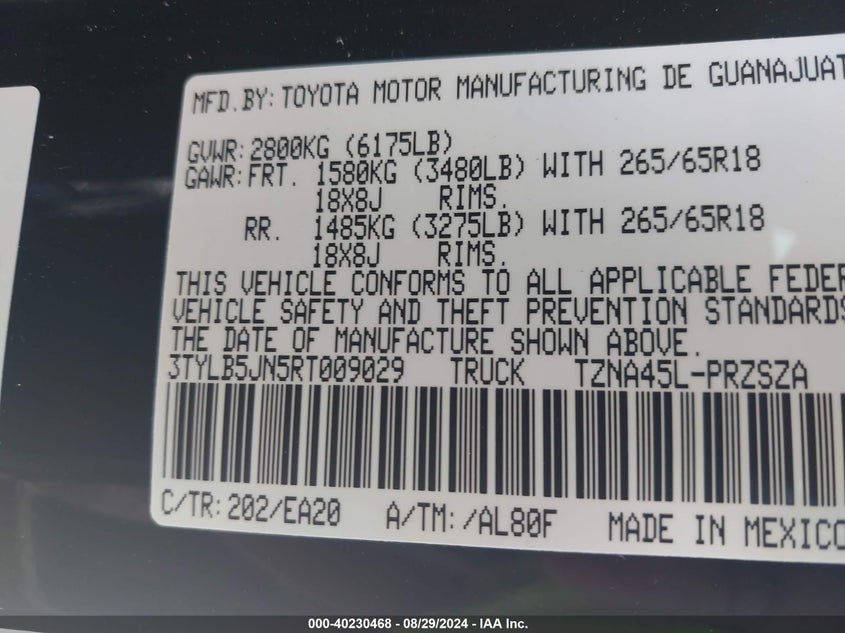 MFD.BY: TOYOTA MOTOR MANUFACTURING DE GUANAJUAT
GVWR: 2800KG (6175LB)
GAWR: FRT. 1580KG (3480LB) WITH 265/65R18
18X8J RIMS.
RR. 1485KG (3275LB) WITH 265/65R18
18X8J RIMS.
THIS VEHICLE CONFORMS TO ALL APPLICABLE FEDER
VEHICLE SAFETY AND THEFT PREVENTION STANDARDS
THE DATE OF MANUFACTURE SHOWN ABOVE.
3TYLB5JN5RT009029 TRUCK TZNA45L-PRZSZA
C/TR: 202/EA20 A/TM: /AL80F MADE IN MEXICO
000-40230468 - 08/29/2024 - IAA Inc.